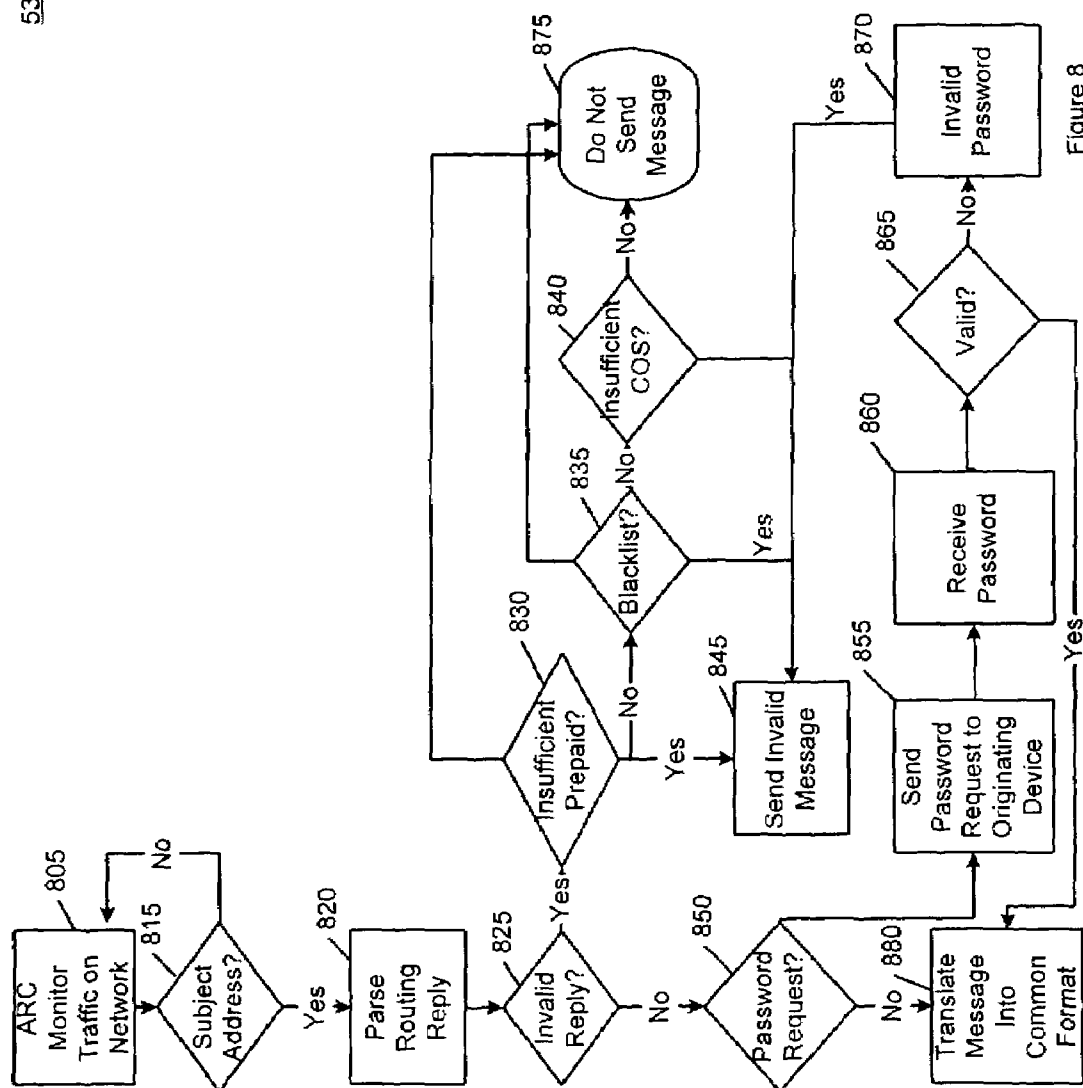 53
805
ARC
Monitor
Traffic on
Network
No
815
Subject
Address?
Yes
820
Parse
Routing
Reply
825
Invalid
Reply?
Yes
No
830
Insufficient
Prepaid?
No
Yes
835
Blacklist?
No
Yes
840
Insufficient
COS?
No
875
Do Not
Send
Message
845
Send Invalid
Message
850
Password
Request?
No
855
Send
Password
Request to
Originating
Device
860
Receive
Password
865
Valid?
No
Yes
870
Invalid
Password
Yes
880
Translate
Message
Into
Common
Format
Figure 8